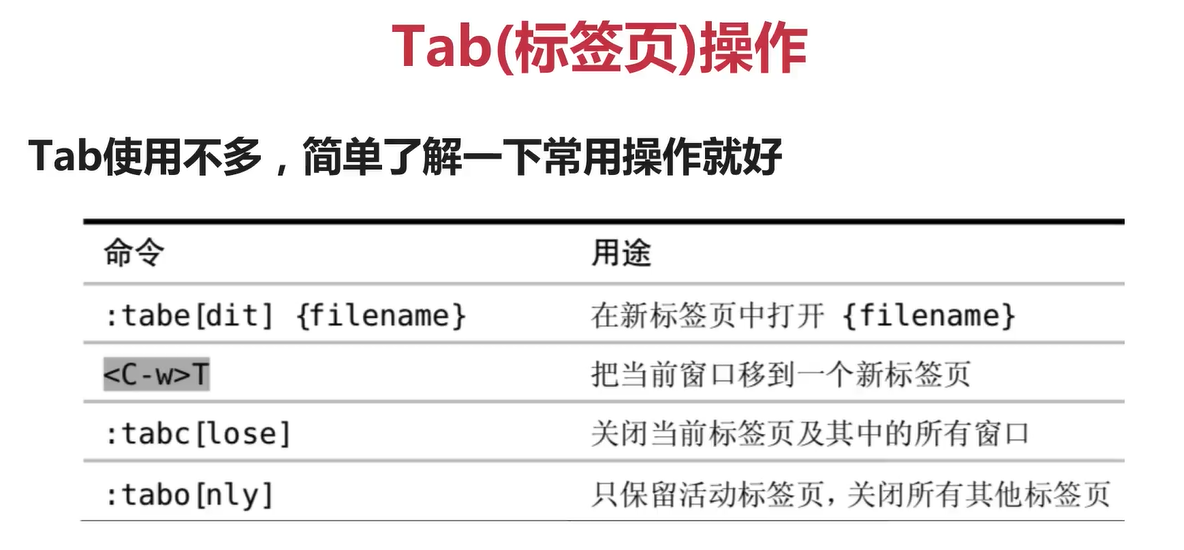 Tab(标签页)操作
Tab使用不多，简单了解一下常用操作就好
命令 用途
:tabe[dit] {filename} 在新标签页中打开 {filename}
<C-w>T 把当前窗口移到一个新标签页
:tabc[lose] 关闭当前标签页及其中的所有窗口
:tabo[nly] 只保留活动标签页，关闭所有其他标签页